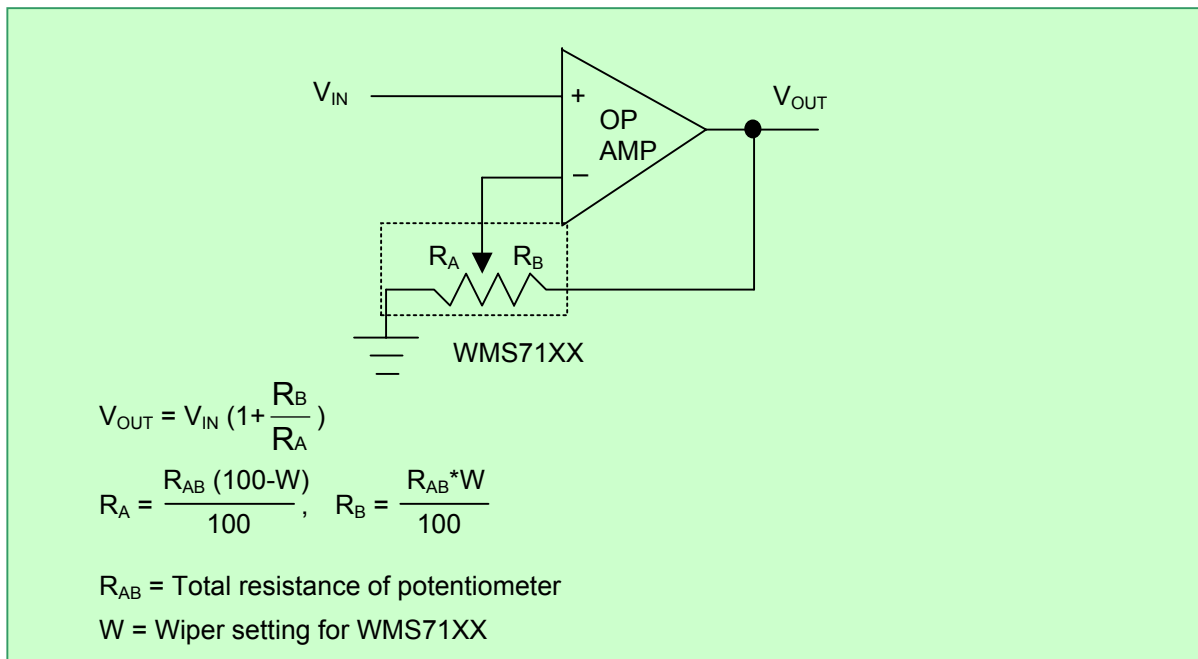 V_IN
+
OP
AMP
V_OUT
−
R_A R_B
WMS71XX
V_OUT = V_IN (1+ R_B / R_A )
R_A = R_AB (100-W) / 100 , R_B = R_AB*W / 100
R_AB = Total resistance of potentiometer
W = Wiper setting for WMS71XX